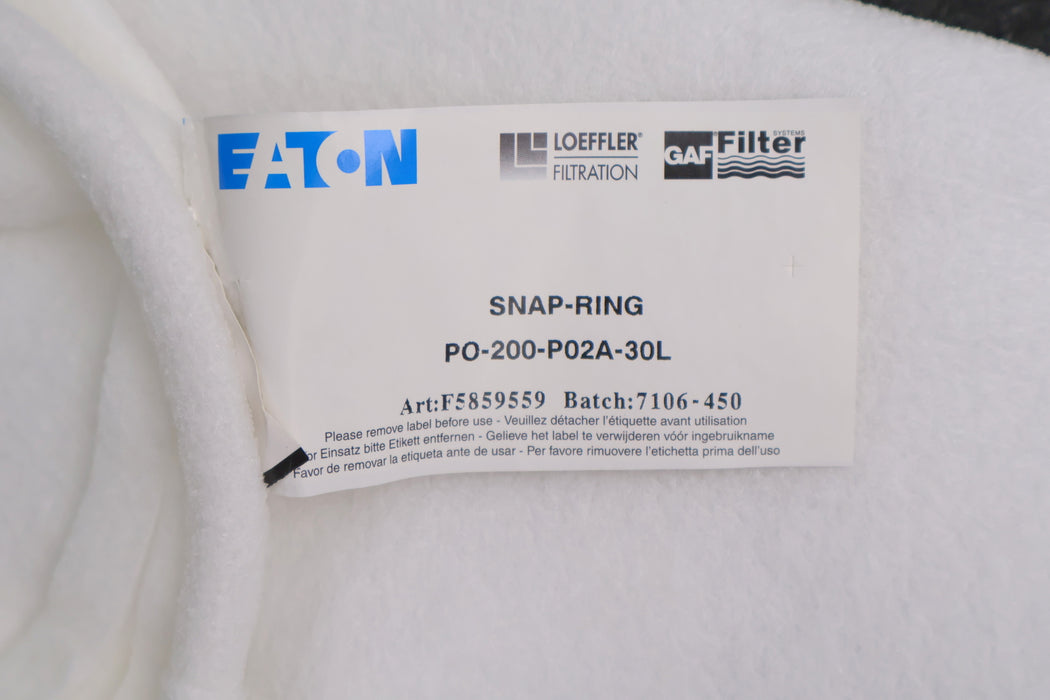 EATON
LOEFFLER®
FILTRATION
GAF® Filter SYSTEMS
SNAP-RING
PO-200-P02A-30L
Art:F5859559 Batch:7106-450
Please remove label before use - Veuillez détacher l'étiquette avant utilisation
or Einsatz bitte Etikett entfernen - Gelieve het label te verwijderen vóór ingebruikname
Favor de remover la etiqueta ante de usar - Per favore rimuovere l'etichetta prima dell'uso